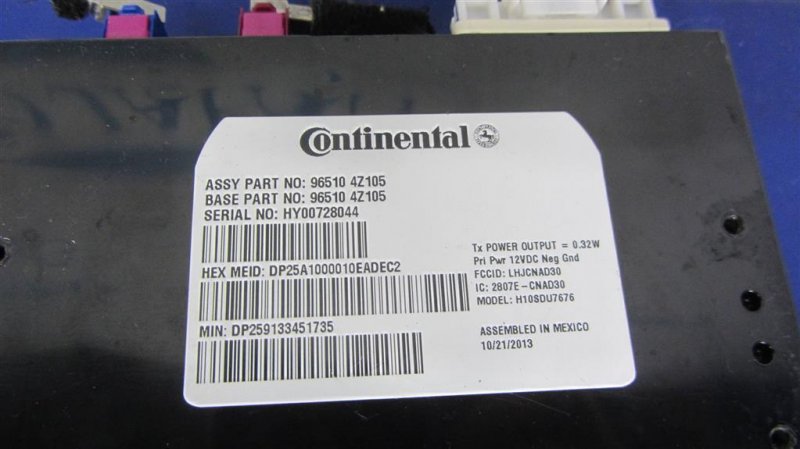 Continental
ASSY PART NO: 96510 4Z105
BASE PART NO: 96510 4Z105
SERIAL NO: HY00728044
HEX MEID: DP25A1000010EADEC2
MIN: DP259133451735
Tx POWER OUTPUT = 0.32W
Pri Pwr 12VDC Neg Gnd
FCCID: LHJCNAD30
IC: 2807E-CNAD30
MODEL: H10SDU7676
ASSEMBLED IN MEXICO
10/21/2013